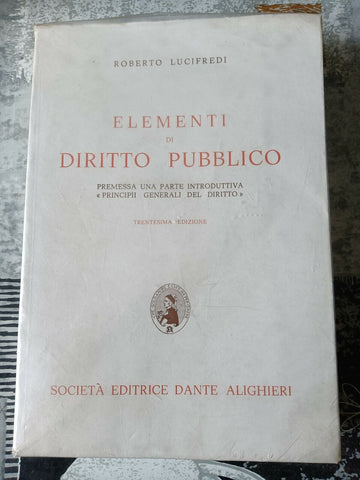 ROBERTO LUCIFREDI
ELEMENTI
DI
DIRITTO PUBBLICO
PREMESSA UNA PARTE INTRODUTTIVA
« PRINCIPII GENERALI DEL DIRITTO »
TRENTESIMA EDIZIONE
SOCIETÀ EDITRICE DANTE ALIGHIERI